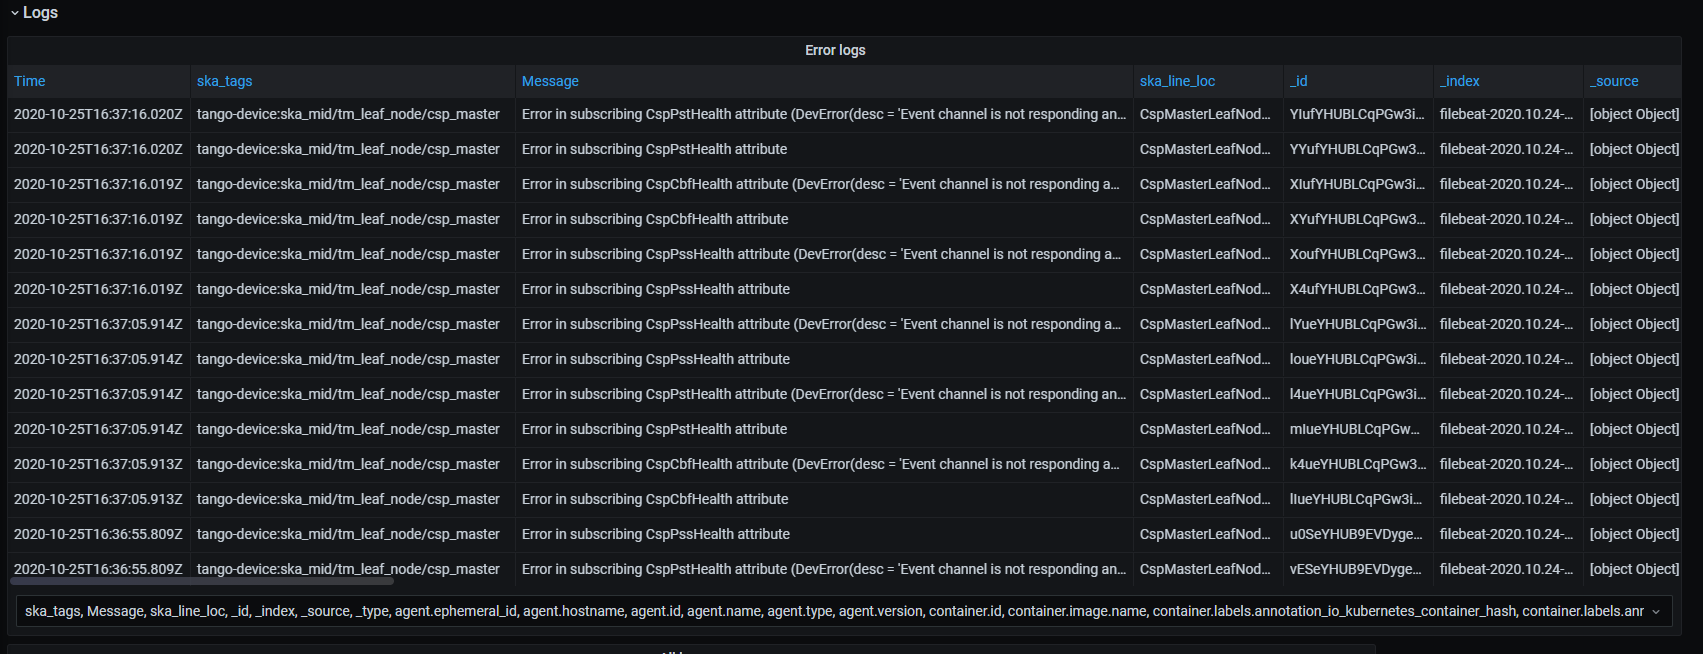 Logs
Error logs
Time ska_tags Message ska_line_loc _id _index _source
2020-10-25T16:37:16.020Z tango-device:ska_mid/tm_leaf_node/csp_master Error in subscribing CspPstHealth attribute (DevError(desc = 'Event channel is not responding an... CspMasterLeafNod... YIufYHUBLCqPGw3i... filebeat-2020.10.24-... [object Object]
2020-10-25T16:37:16.020Z tango-device:ska_mid/tm_leaf_node/csp_master Error in subscribing CspPstHealth attribute CspMasterLeafNod... YYufYHUBLCqPGw3... filebeat-2020.10.24-... [object Object]
2020-10-25T16:37:16.019Z tango-device:ska_mid/tm_leaf_node/csp_master Error in subscribing CspCbfHealth attribute (DevError(desc = 'Event channel is not responding a... CspMasterLeafNod... XIufYHUBLCqPGw3i... filebeat-2020.10.24-... [object Object]
2020-10-25T16:37:16.019Z tango-device:ska_mid/tm_leaf_node/csp_master Error in subscribing CspCbfHealth attribute CspMasterLeafNod... XYufYHUBLCqPGw3... filebeat-2020.10.24-... [object Object]
2020-10-25T16:37:16.019Z tango-device:ska_mid/tm_leaf_node/csp_master Error in subscribing CspPssHealth attribute (DevError(desc = 'Event channel is not responding a... CspMasterLeafNod... XoufYHUBLCqPGw3... filebeat-2020.10.24-... [object Object]
2020-10-25T16:37:16.019Z tango-device:ska_mid/tm_leaf_node/csp_master Error in subscribing CspPssHealth attribute CspMasterLeafNod... X4ufYHUBLCqPGw3... filebeat-2020.10.24-... [object Object]
2020-10-25T16:37:05.914Z tango-device:ska_mid/tm_leaf_node/csp_master Error in subscribing CspPssHealth attribute (DevError(desc = 'Event channel is not responding a... CspMasterLeafNod... lYueYHUBLCqPGw3i... filebeat-2020.10.24-... [object Object]
2020-10-25T16:37:05.914Z tango-device:ska_mid/tm_leaf_node/csp_master Error in subscribing CspPssHealth attribute CspMasterLeafNod... loueYHUBLCqPGw3i... filebeat-2020.10.24-... [object Object]
2020-10-25T16:37:05.914Z tango-device:ska_mid/tm_leaf_node/csp_master Error in subscribing CspPstHealth attribute (DevError(desc = 'Event channel is not responding an... CspMasterLeafNod... l4ueYHUBLCqPGw3i... filebeat-2020.10.24-... [object Object]
2020-10-25T16:37:05.914Z tango-device:ska_mid/tm_leaf_node/csp_master Error in subscribing CspPstHealth attribute CspMasterLeafNod... mIueYHUBLCqPGw... filebeat-2020.10.24-... [object Object]
2020-10-25T16:37:05.913Z tango-device:ska_mid/tm_leaf_node/csp_master Error in subscribing CspCbfHealth attribute (DevError(desc = 'Event channel is not responding a... CspMasterLeafNod... k4ueYHUBLCqPGw3... filebeat-2020.10.24-... [object Object]
2020-10-25T16:37:05.913Z tango-device:ska_mid/tm_leaf_node/csp_master Error in subscribing CspCbfHealth attribute CspMasterLeafNod... lIueYHUBLCqPGw3i... filebeat-2020.10.24-... [object Object]
2020-10-25T16:36:55.809Z tango-device:ska_mid/tm_leaf_node/csp_master Error in subscribing CspPssHealth attribute CspMasterLeafNod... u0SeYHUB9EVDyge... filebeat-2020.10.24-... [object Object]
2020-10-25T16:36:55.809Z tango-device:ska_mid/tm_leaf_node/csp_master Error in subscribing CspPstHealth attribute (DevError(desc = 'Event channel is not responding an... CspMasterLeafNod... vESeYHUB9EVDyge... filebeat-2020.10.24-... [object Object]
ska_tags, Message, ska_line_loc, _id, _index, _source, _type, agent.ephemeral_id, agent.hostname, agent.id, agent.name, agent.type, agent.version, container.id, container.image.name, container.labels.annotation_io_kubernetes_container_hash, container.labels.anr